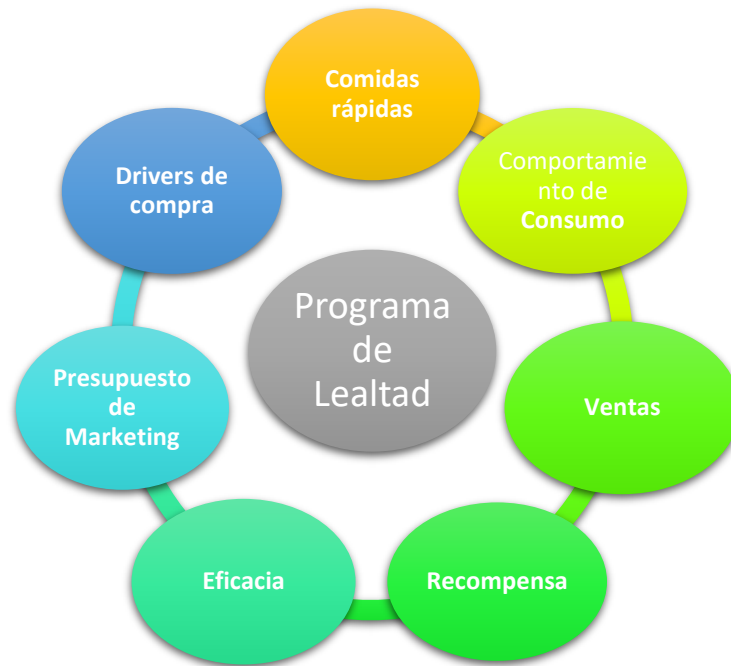 Comidas
rápidas
Comportamie
nto de
Consumo
Ventas
Recompensa
Eficacia
Presupuesto
de
Marketing
Drivers de
compra
Programa
de
Lealtad